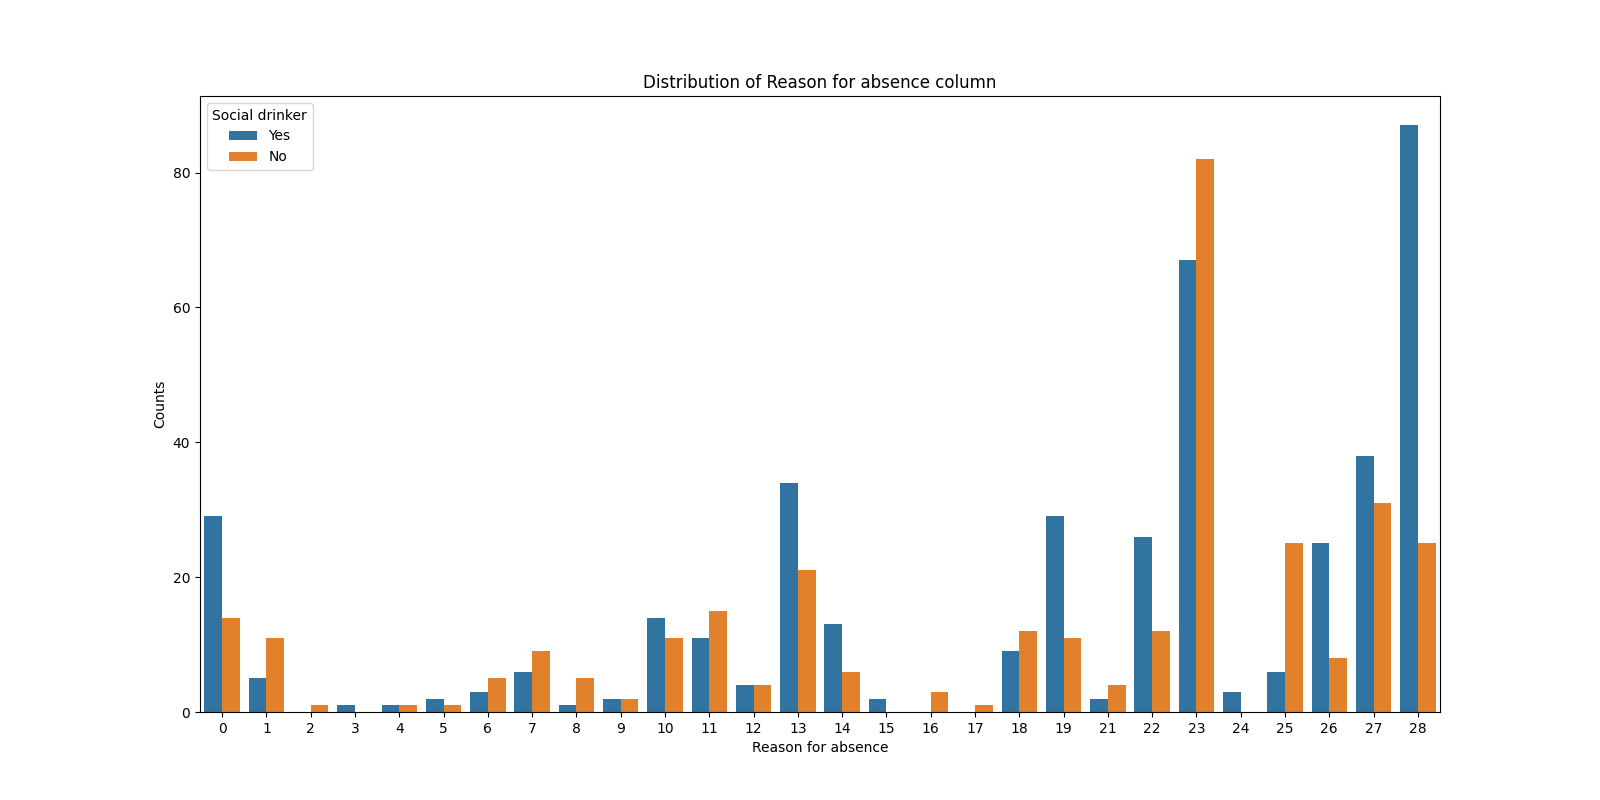 Distribution of Reason for absence column
Social drinker
Yes
No
80
60
40
20
0
Counts
0 1 2 3 4 5 6 7 8 9 10 11 12 13 14 15 16 17 18 19 21 22 23 24 25 26 27 28
Reason for absence